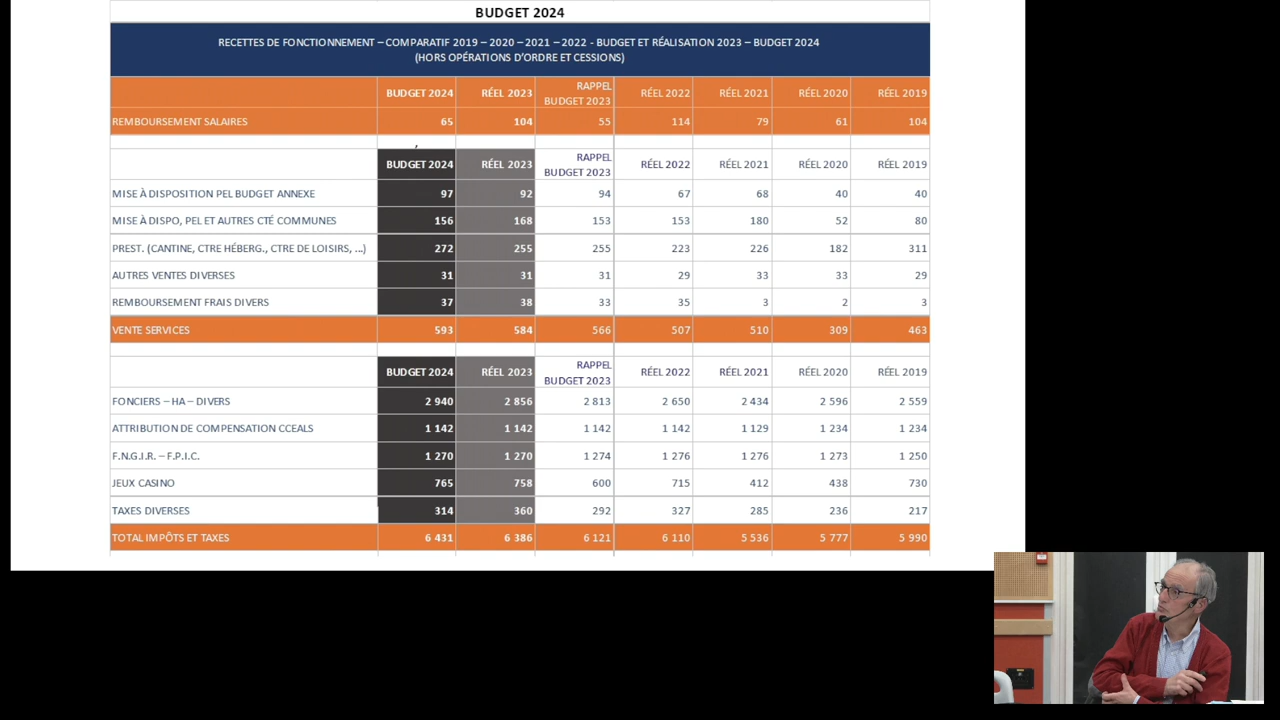 BUDGET 2024
RECETTES DE FONCTIONNEMENT – COMPARATIF 2019 – 2020 – 2021 – 2022 - BUDGET ET RÉALISATION 2023 – BUDGET 2024
(HORS OPÉRATIONS D'ORDRE ET CESSIONS)
BUDGET 2024 RÉEL 2023 RAPPEL BUDGET 2023 RÉEL 2022 RÉEL 2021 RÉEL 2020 RÉEL 2019
REMBOURSEMENT SALAIRES 65 104 55 114 79 61 104
BUDGET 2024 RÉEL 2023 RAPPEL BUDGET 2023 RÉEL 2022 RÉEL 2021 RÉEL 2020 RÉEL 2019
MISE À DISPOSITION PEL BUDGET ANNEXE 97 92 94 67 68 40 40
MISE À DISPO, PEL ET AUTRES CTÉ COMMUNES 156 168 153 153 180 52 80
PREST. (CANTINE, CTRE HÉBERG., CTRE DE LOISIRS, ...) 272 255 255 223 226 182 311
AUTRES VENTES DIVERSES 31 31 31 29 33 33 29
REMBOURSEMENT FRAIS DIVERS 37 38 33 35 3 2 3
VENTE SERVICES 593 584 566 507 510 309 463
BUDGET 2024 RÉEL 2023 RAPPEL BUDGET 2023 RÉEL 2022 RÉEL 2021 RÉEL 2020 RÉEL 2019
FONCIERS – HA – DIVERS 2 940 2 856 2 813 2 650 2 434 2 596 2 559
ATTRIBUTION DE COMPENSATION CCEALS 1 142 1 142 1 142 1 142 1 129 1 234 1 234
F.N.G.I.R. – F.P.I.C. 1 270 1 270 1 274 1 276 1 276 1 273 1 250
JEUX CASINO 765 758 600 715 412 438 730
TAXES DIVERSES 314 360 292 327 285 236 217
TOTAL IMPÔTS ET TAXES 6 431 6 386 6 121 6 110 5 536 5 777 5 990